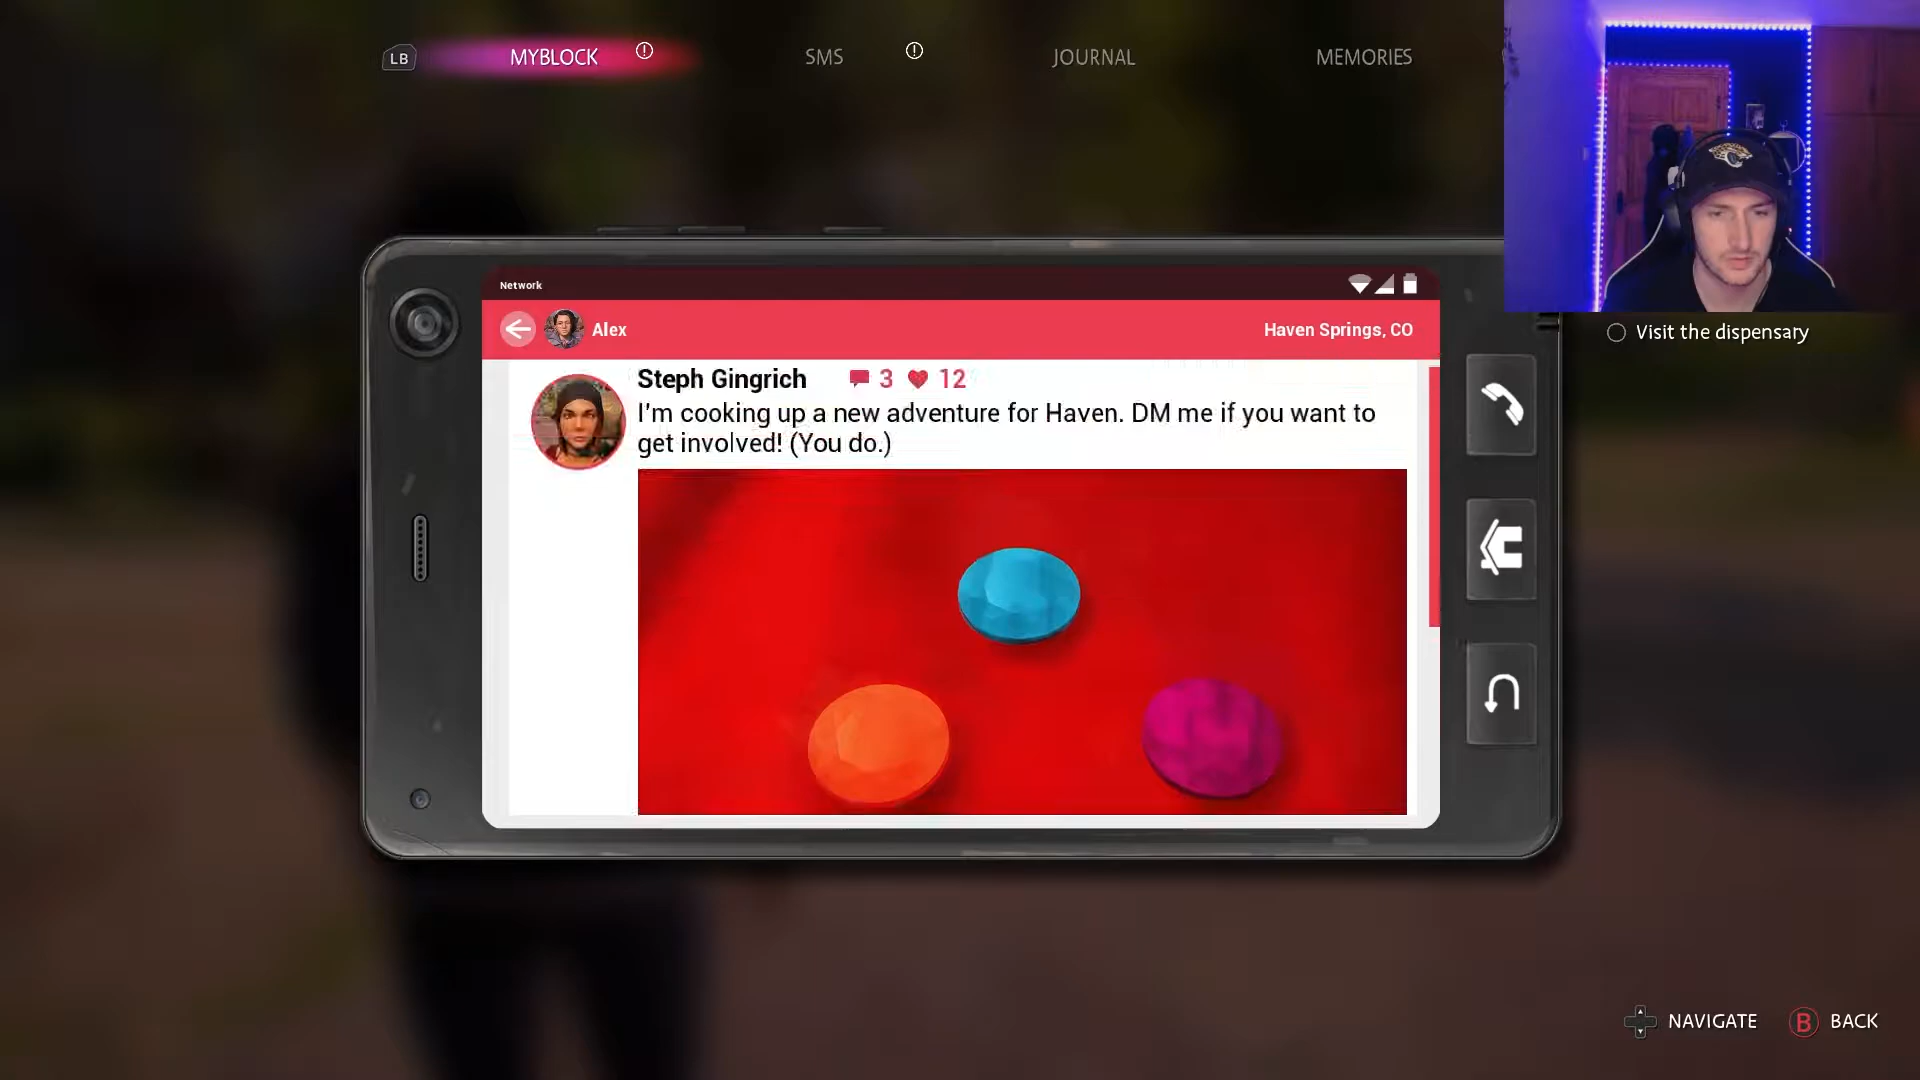 LB MYBLOCK SMS JOURNAL MEMORIES
Network
Alex
Haven Springs, CO
Visit the dispensary
Steph Gingrich 3 12
I'm cooking up a new adventure for Haven. DM me if you want to
get involved! (You do.)
NAVIGATE B BACK